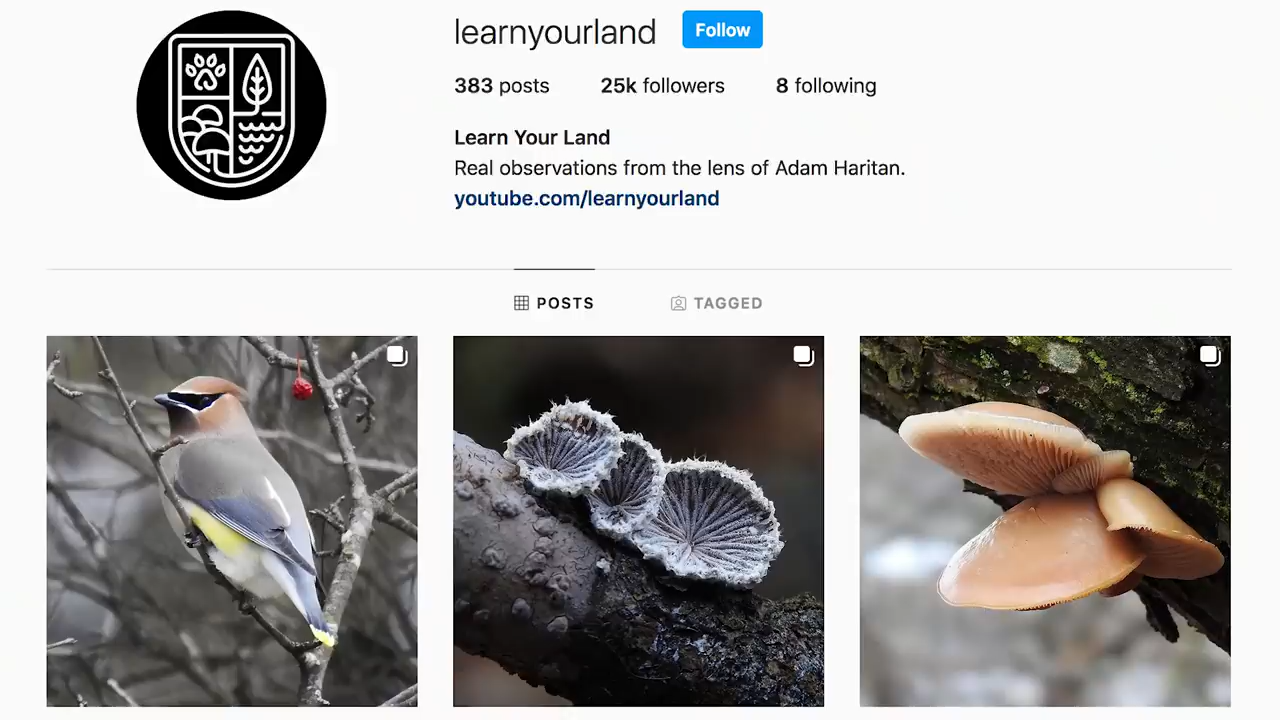 learnyourland Follow
383 posts 25k followers 8 following
Learn Your Land
Real observations from the lens of Adam Haritan.
youtube.com/learnyourland
POSTS TAGGED